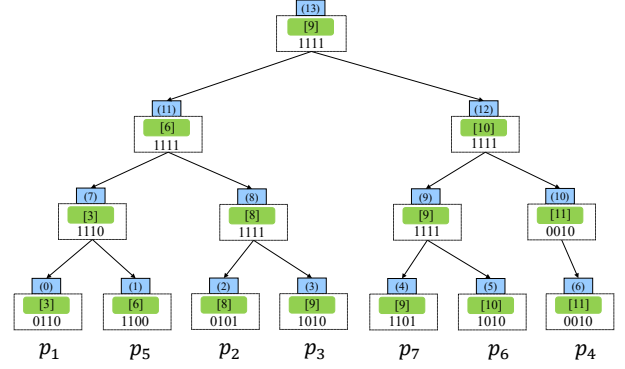 (13)
[9]
1111
(11) (12)
[6] [10]
1111 1111
(7) (8) (9) (10)
[3] [8] [9] [11]
1110 1111 1111 0010
(0) (1) (2) (3) (4) (5) (6)
[3] [6] [8] [9] [9] [10] [11]
0110 1100 0101 1010 1101 1010 0010
p₁ p₅ p₂ p₃ p₇ p₆ p₄